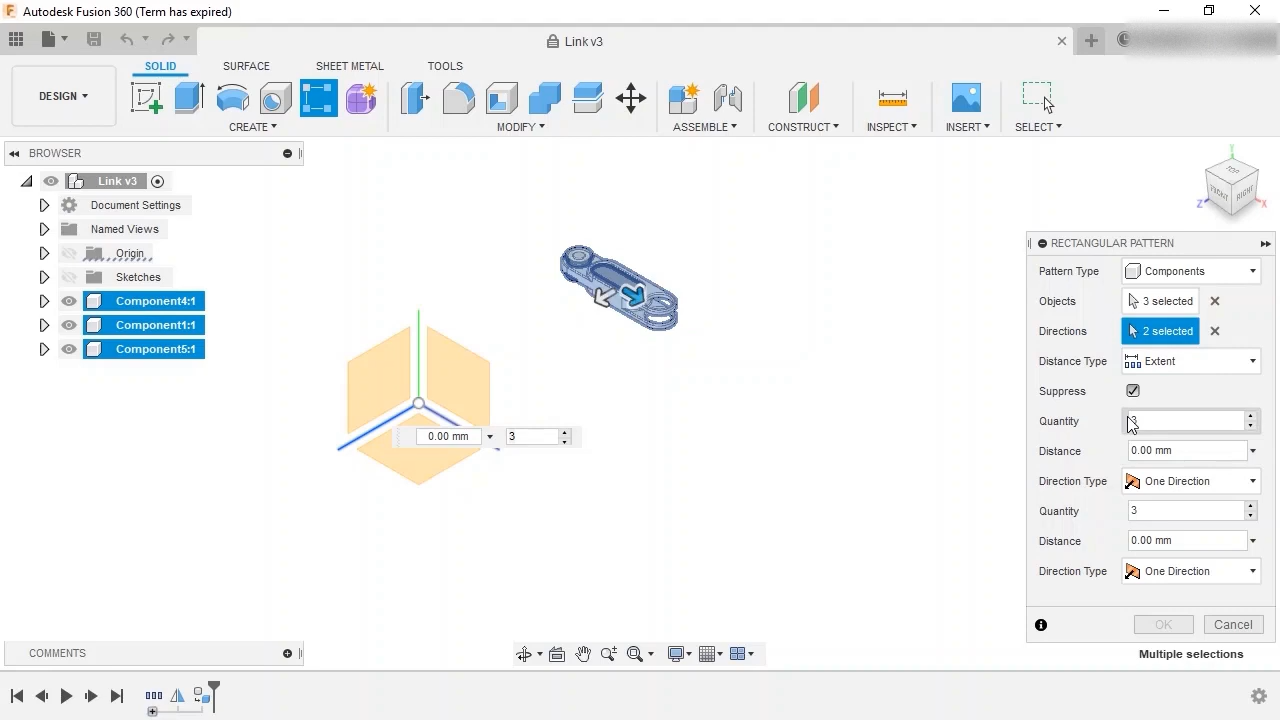 Autodesk Fusion 360 (Term has expired)
Link v3
SOLID SURFACE SHEET METAL TOOLS
DESIGN
CREATE MODIFY ASSEMBLE CONSTRUCT INSPECT INSERT SELECT
BROWSER
Link v3
Document Settings
Named Views
Origin
Sketches
Component4:1
Component1:1
Component5:1
0.00 mm 3
Y
TOP
FRONT RIGHT
Z X
RECTANGULAR PATTERN
Pattern Type Components
Objects 3 selected
Directions 2 selected
Distance Type Extent
Suppress
Quantity 3
Distance 0.00 mm
Direction Type One Direction
Quantity 3
Distance 0.00 mm
Direction Type One Direction
OK Cancel
Multiple selections
COMMENTS